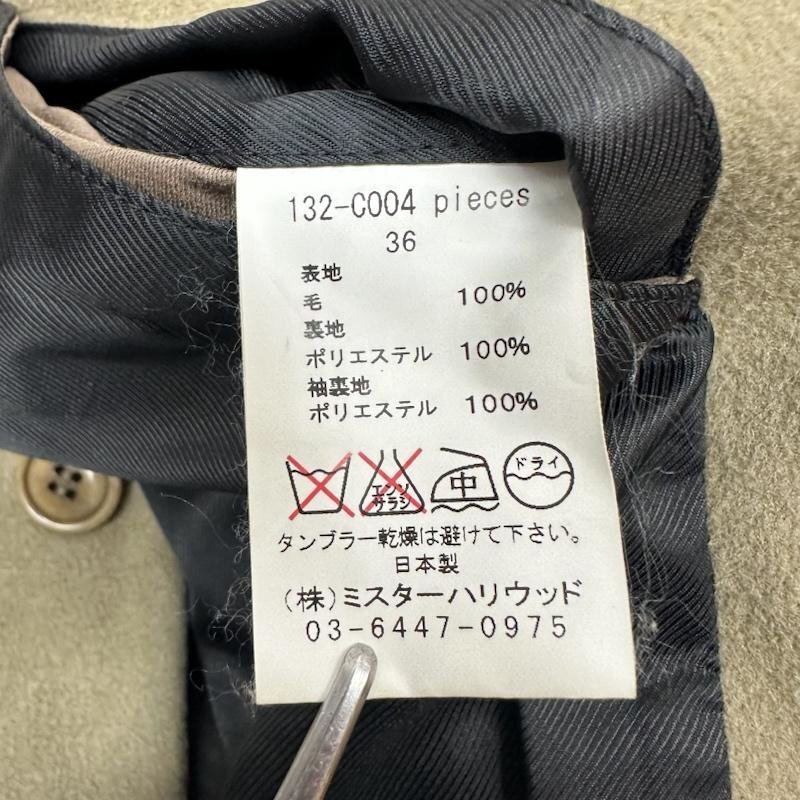 132-C004 pieces
36
表地
毛 100%
裏地
ポリエステル 100%
袖裏地
ポリエステル 100%
エンソ
サラシ
中
ドライ
タンブラー乾燥は避けて下さい。
日本製
(株)ミスターハリウッド
03-6447-0975